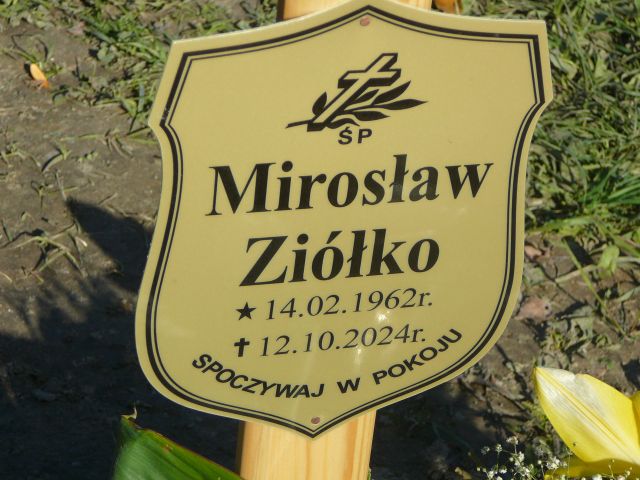 ŚP
Mirosław
Ziółko
★ 14.02.1962r.
✝ 12.10.2024r.
SPOCZYWAJ W POKOJU